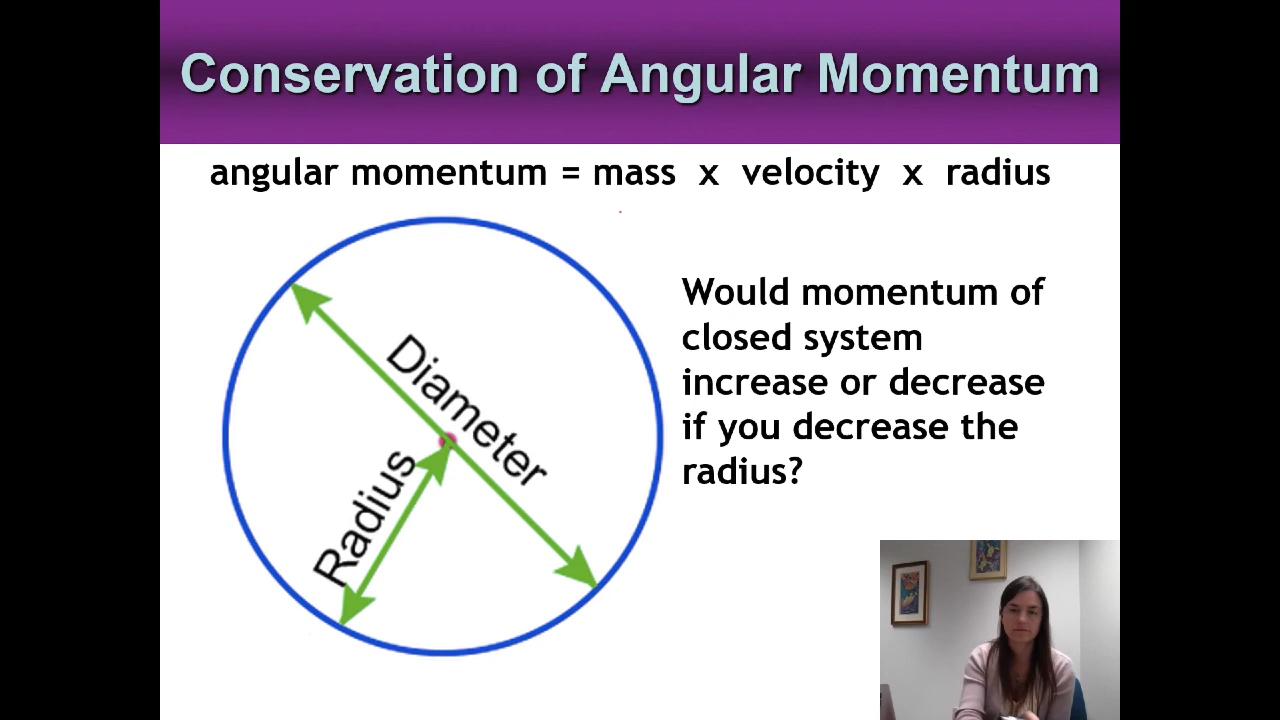 Conservation of Angular Momentum
angular momentum = mass x velocity x radius
Would momentum of
closed system
increase or decrease
if you decrease the
radius?
Diameter
Radius